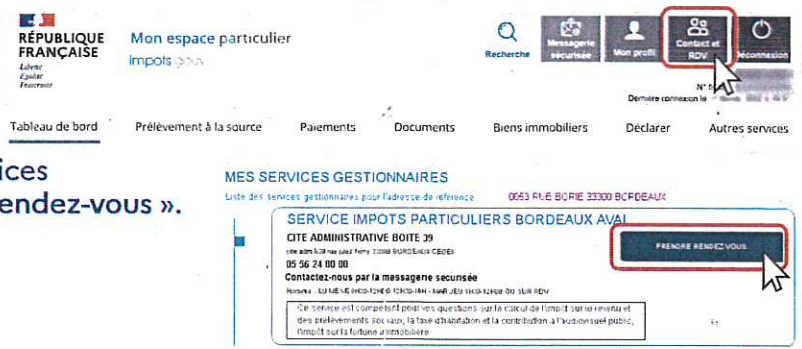 RÉPUBLIQUE
FRANÇAISE
Liberté
Égalité
Fraternité
Mon espace particulier
impots
Recherche
Messagerie
sécurisée
Mon profil
Contact et
RDV
Déconnexion
Dernière connexion le
Tableau de bord
Prélèvement à la source
Paiements
Documents
Biens immobiliers
Déclarer
Autres services
ices
endez-vous ».
MES SERVICES GESTIONNAIRES
Liste des services gestionnaires pour l'adresse de référence
0053 RUE BORIE 33300 BORDEAUX
SERVICE IMPOTS PARTICULIERS BORDEAUX AVAL
CITE ADMINISTRATIVE BOITE 39
05 56 24 80 80
Contactez-nous par la messagerie sécurisée
PRENDRE RENDEZ-VOUS
Ce service est compétent pour vos questions sur le calcul de l'impôt sur le revenu et
des prélèvements sociaux, la taxe d'habitation et la contribution à l'audiovisuel public,
l'impôt sur la fortune immobilière